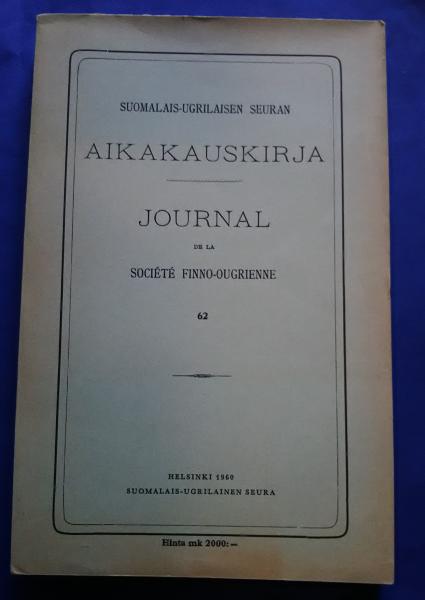 SUOMALAIS-UGRILAISEN SEURAN
AIKAKAUSKIRJA
JOURNAL
DE LA
SOCIÉTÉ FINNO-OUGRIENNE
62
HELSINKI 1960
SUOMALAIS-UGRILAINEN SEURA
Hinta mk 2000:—